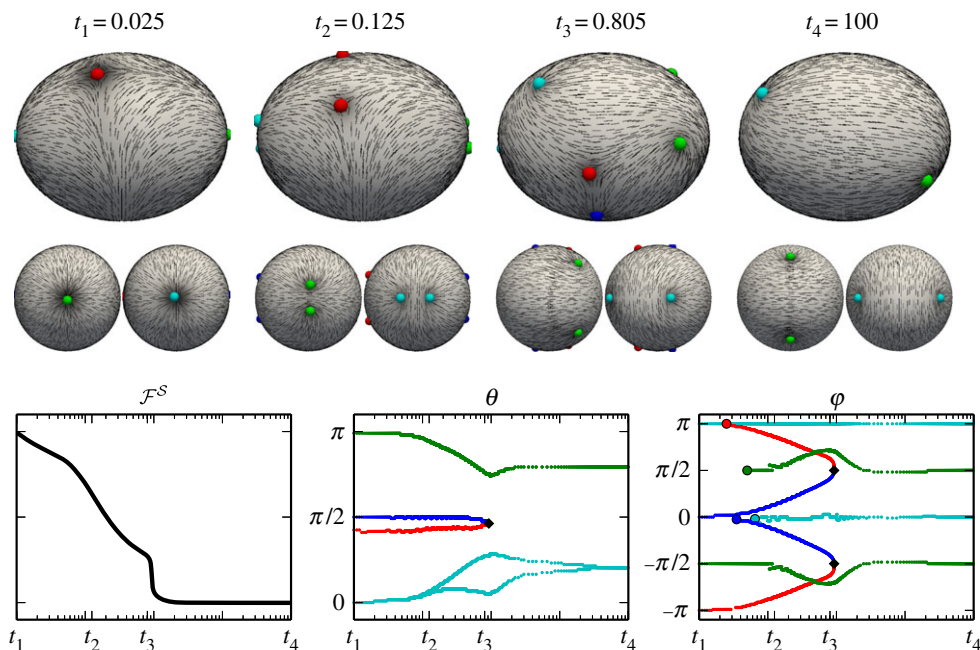 t₁ = 0.025 t₂ = 0.125 t₃ = 0.805 t₄ = 100
ℱ^𝒮 θ φ
π π
π/2
π/2 0
–π/2
0 –π
t₁ t₂ t₃ t₄ t₁ t₂ t₃ t₄ t₁ t₂ t₃ t₄